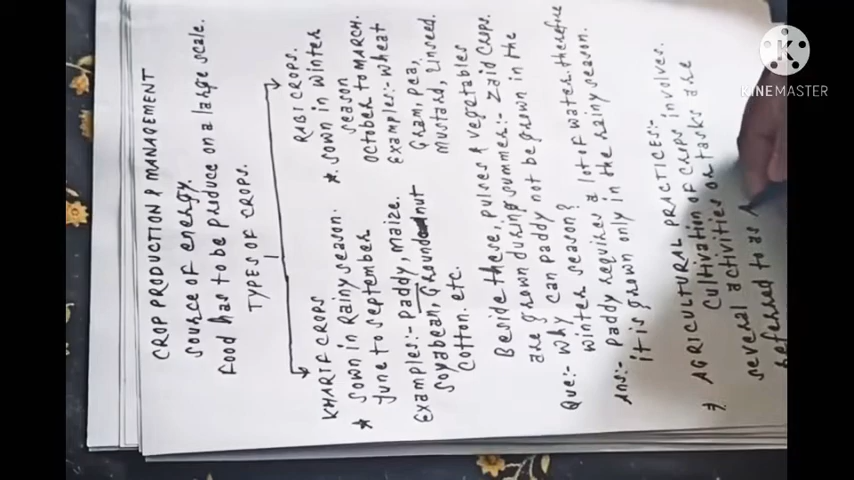 CROP PRODUCTION & MANAGEMENT
source of energy.
food has to be produce on a large scale.
TYPES OF CROPS.
KHARIF CROPS
★ Sown in Rainy season.
June to september
Examples:- Paddy, maize.
Soyabean, Groundnut
Cotton. etc.
RABI CROPS.
★. Sown in winter
season
October to MARCH.
Examples:- wheat
Gram, pea,
mustard, Linseed.
Beside these, pulses & vegetables
are grown during summer:- zaid crops.
Que:- why can paddy not be grown in the
winter season?
Ans:- Paddy requires a lot of water. therefore
it is grown only in the rainy season.
AGRICULTURAL PRACTICES:-
Cultivation of crops involves.
several activities or tasks are
referred to as
KINEMASTER